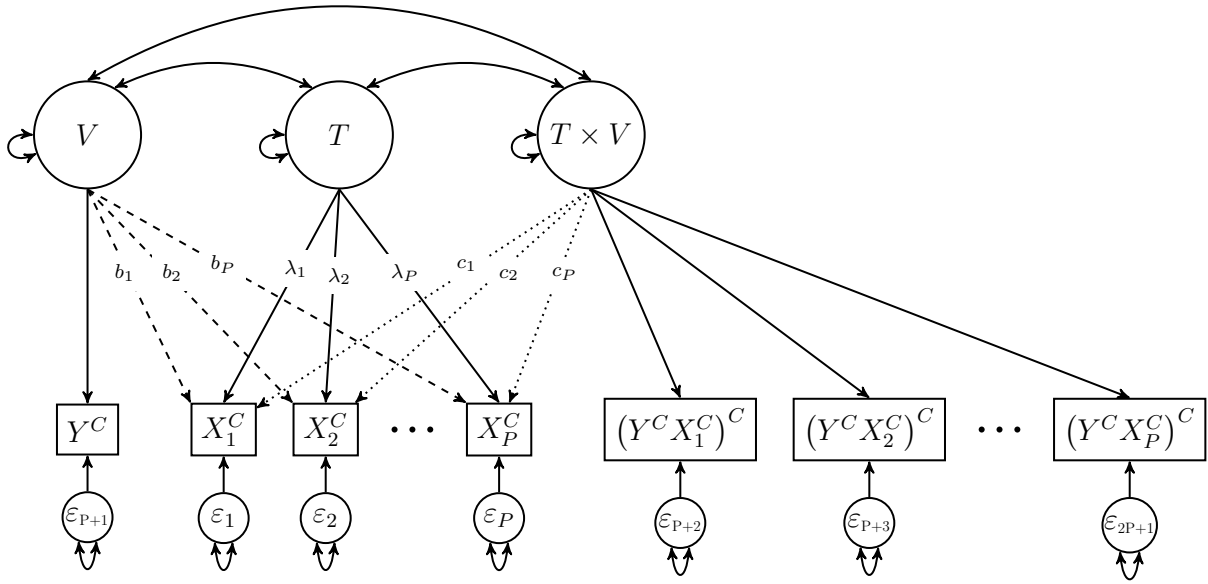 V T T × V
b₁ b₂ b_P λ₁ λ₂ λ_P c₁ c₂ c_P
Y^C X₁^C X₂^C ⋯ X_P^C (Y^C X₁^C)^C (Y^C X₂^C)^C ⋯ (Y^C X_P^C)^C
ε_{P+1} ε₁ ε₂ ε_P ε_{P+2} ε_{P+3} ε_{2P+1}